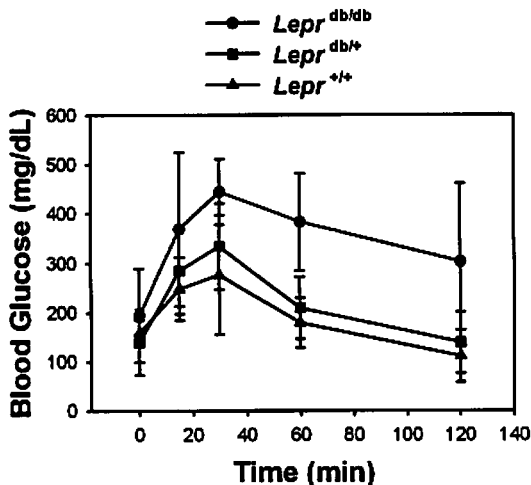 Lepr db/db
Lepr db/+
Lepr +/+
Blood Glucose (mg/dL)
600
500
400
300
200
100
0
0 20 40 60 80 100 120 140
Time (min)